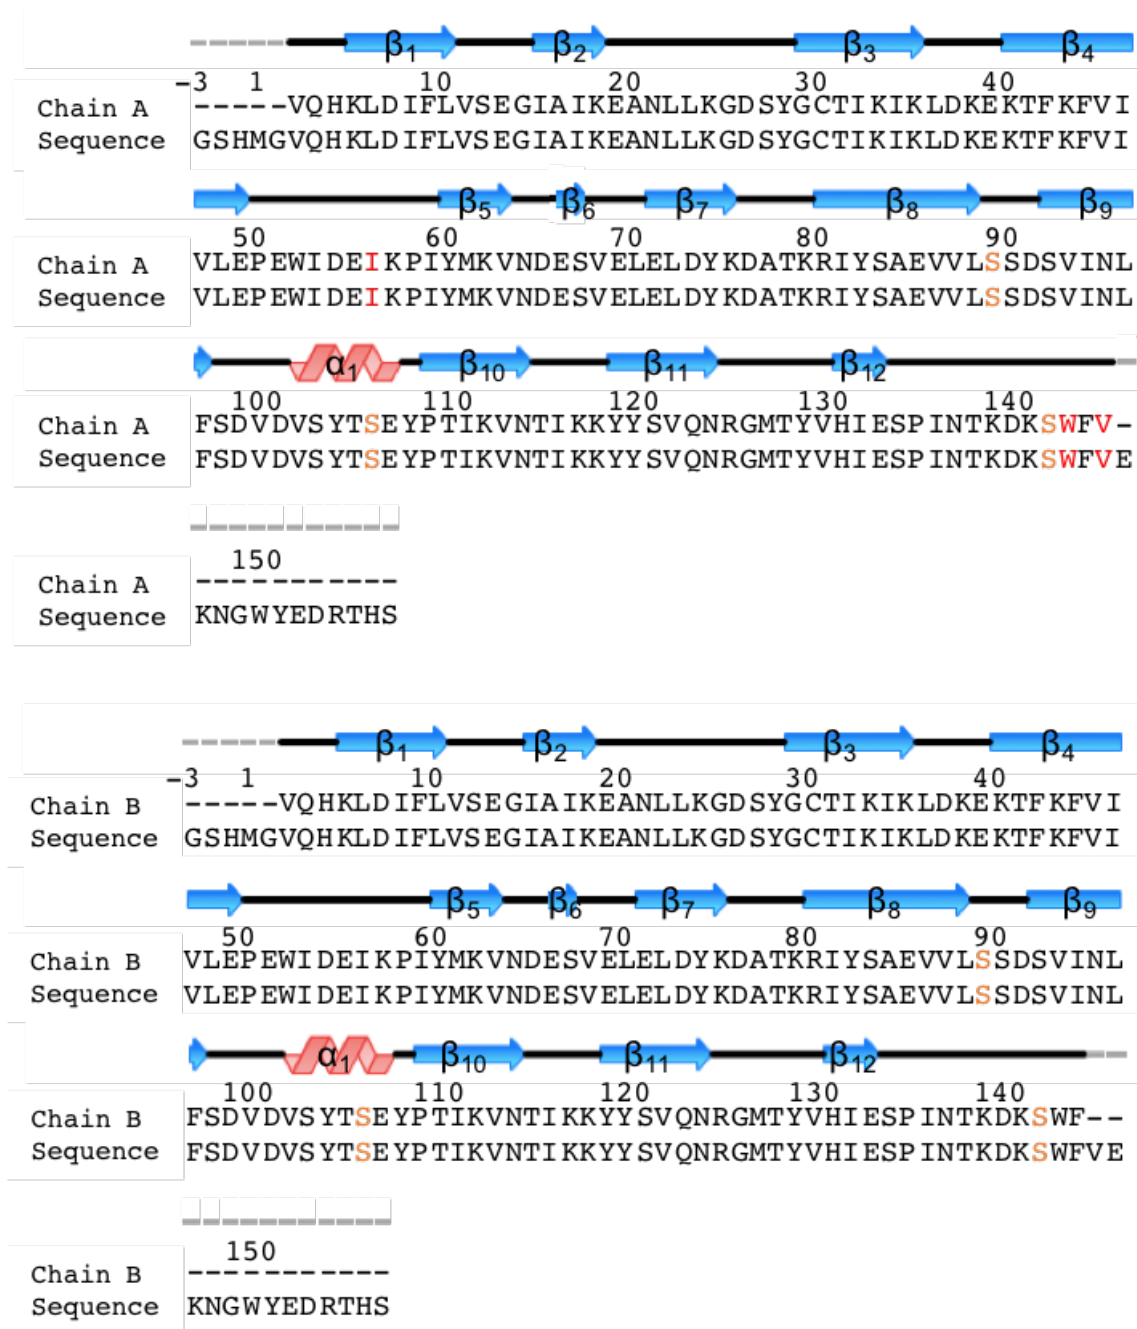 β1 β2 β3 β4
-3 1 10 20 30 40
Chain A -----VQHKLDIFLVSEGIAIKEANLLKGDSYGCTIKIKLDKEKTFKFVI
Sequence GSHMGVQHKLDIFLVSEGIAIKEANLLKGDSYGCTIKIKLDKEKTFKFVI
β5 β6 β7 β8 β9
50 60 70 80 90
Chain A VLEPEWIDEIKPIYMKVNDESVELELDYKDATKRIYSAEVVLSSDSVINL
Sequence VLEPEWIDEIKPIYMKVNDESVELELDYKDATKRIYSAEVVLSSDSVINL
α1 β10 β11 β12
100 110 120 130 140
Chain A FSDVDVSYTSEYPTIKVNTIKKYYSVQNRGMTYVHIESPINTKDKSWFV-
Sequence FSDVDVSYTSEYPTIKVNTIKKYYSVQNRGMTYVHIESPINTKDKSWFVE
150
Chain A -----------
Sequence KNGWYEDRTHS
β1 β2 β3 β4
-3 1 10 20 30 40
Chain B -----VQHKLDIFLVSEGIAIKEANLLKGDSYGCTIKIKLDKEKTFKFVI
Sequence GSHMGVQHKLDIFLVSEGIAIKEANLLKGDSYGCTIKIKLDKEKTFKFVI
β5 β6 β7 β8 β9
50 60 70 80 90
Chain B VLEPEWIDEIKPIYMKVNDESVELELDYKDATKRIYSAEVVLSSDSVINL
Sequence VLEPEWIDEIKPIYMKVNDESVELELDYKDATKRIYSAEVVLSSDSVINL
α1 β10 β11 β12
100 110 120 130 140
Chain B FSDVDVSYTSEYPTIKVNTIKKYYSVQNRGMTYVHIESPINTKDKSWF--
Sequence FSDVDVSYTSEYPTIKVNTIKKYYSVQNRGMTYVHIESPINTKDKSWFVE
150
Chain B -----------
Sequence KNGWYEDRTHS